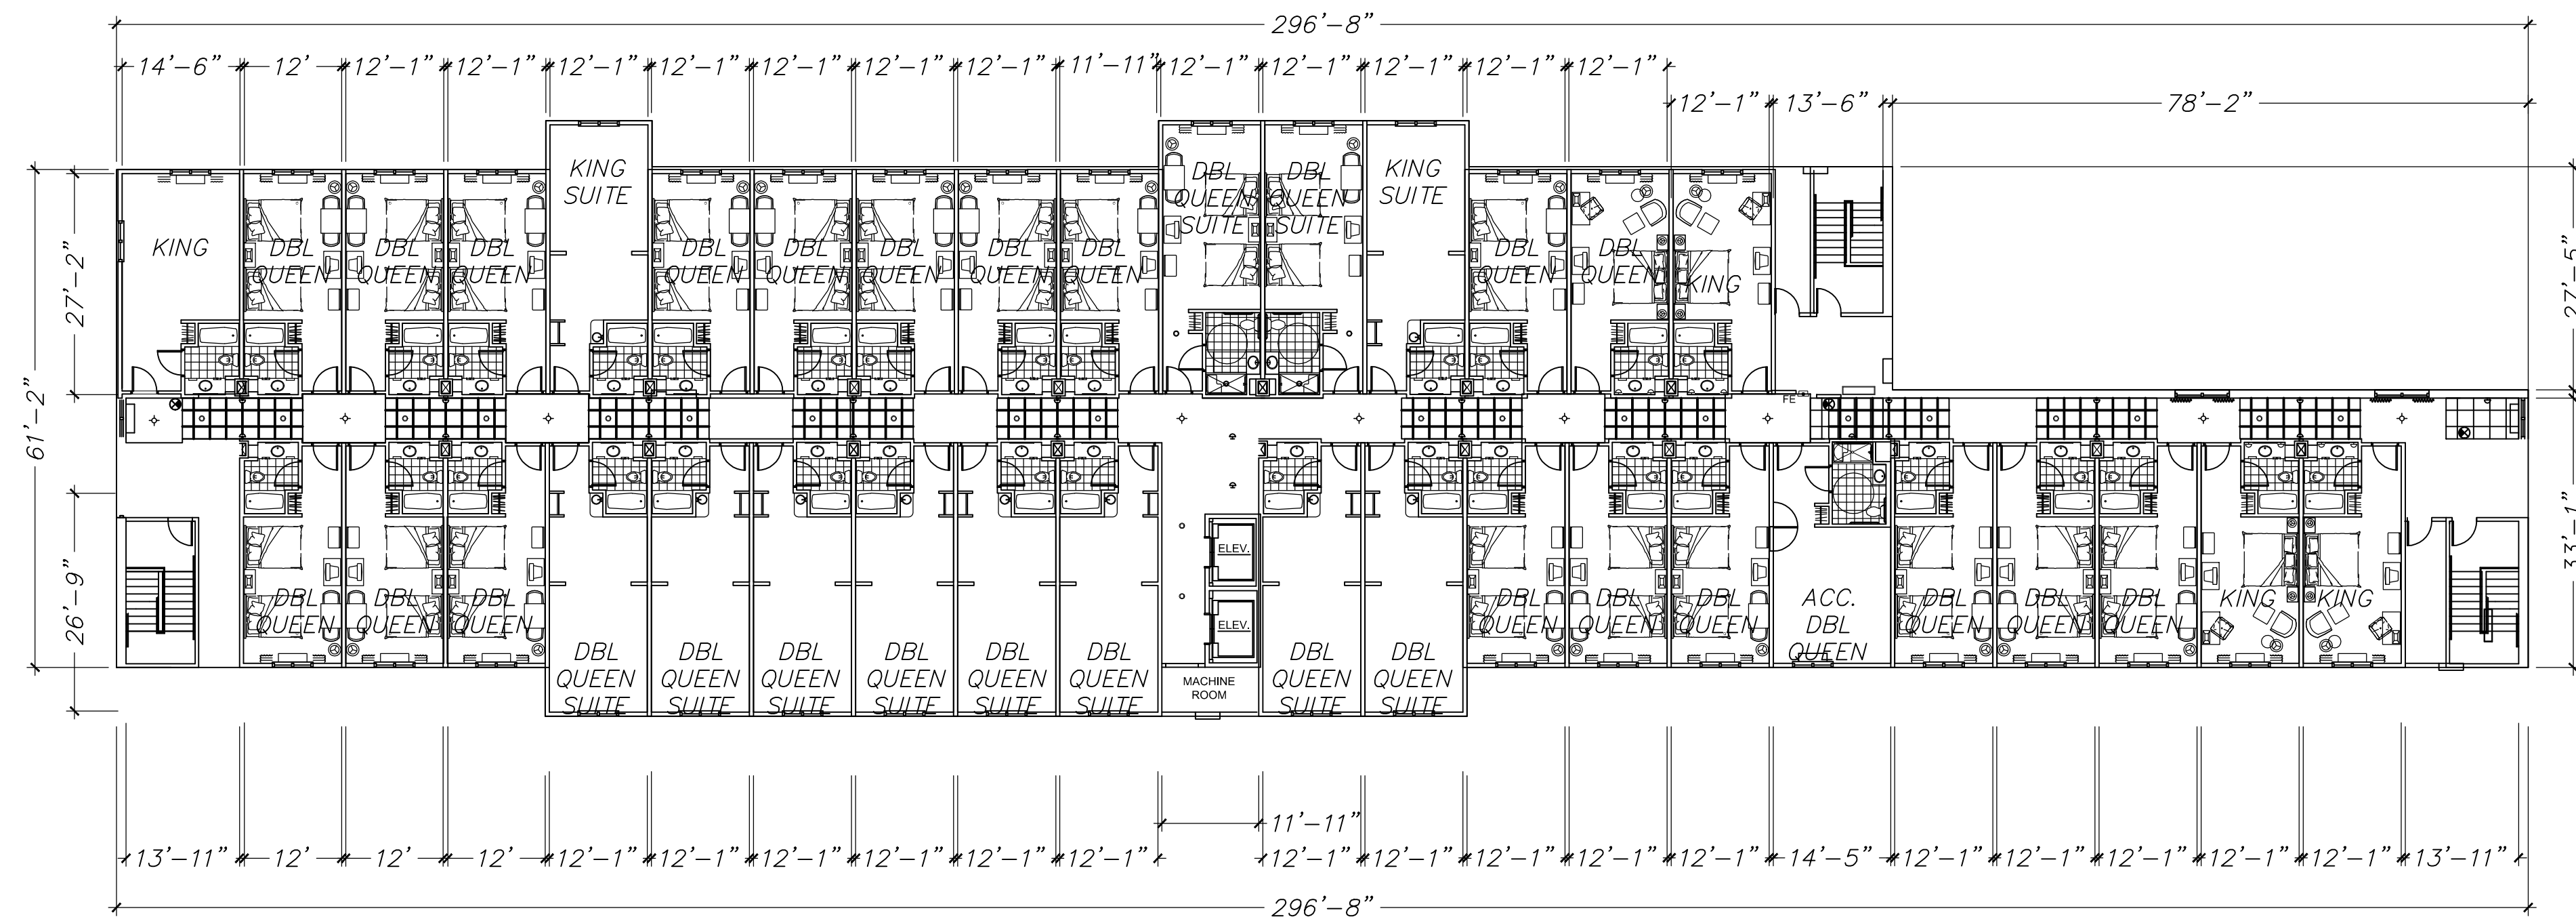 296'-8"
14'-6" 12' 12'-1" 12'-1" 12'-1" 12'-1" 12'-1" 12'-1" 12'-1" 11'-11" 12'-1" 12'-1" 12'-1" 12'-1" 12'-1"
12'-1" 13'-6" 78'-2"
KING
SUITE
DBL
QUEEN
SUITE
DBL
QUEEN
SUITE
KING
SUITE
KING
DBL
QUEEN
DBL
QUEEN
DBL
QUEEN
DBL
QUEEN
DBL
QUEEN
DBL
QUEEN
DBL
QUEEN
DBL
QUEEN
DBL
QUEEN
DBL
QUEEN
KING
27'-2"
27'-5"
61'-2"
FE
33'-1"
26'-9"
ELEV.
ELEV.
DBL
QUEEN
DBL
QUEEN
DBL
QUEEN
DBL
QUEEN
SUITE
DBL
QUEEN
SUITE
DBL
QUEEN
SUITE
DBL
QUEEN
SUITE
DBL
QUEEN
SUITE
DBL
QUEEN
SUITE
MACHINE
ROOM
DBL
QUEEN
SUITE
DBL
QUEEN
SUITE
DBL
QUEEN
DBL
QUEEN
DBL
QUEEN
ACC.
DBL
QUEEN
DBL
QUEEN
DBL
QUEEN
DBL
QUEEN
KING
KING
11'-11"
13'-11" 12' 12' 12' 12'-1" 12'-1" 12'-1" 12'-1" 12'-1" 12'-1" 12'-1" 12'-1" 12'-1" 12'-1" 12'-1" 14'-5" 12'-1" 12'-1" 12'-1" 12'-1" 12'-1" 13'-11"
296'-8"